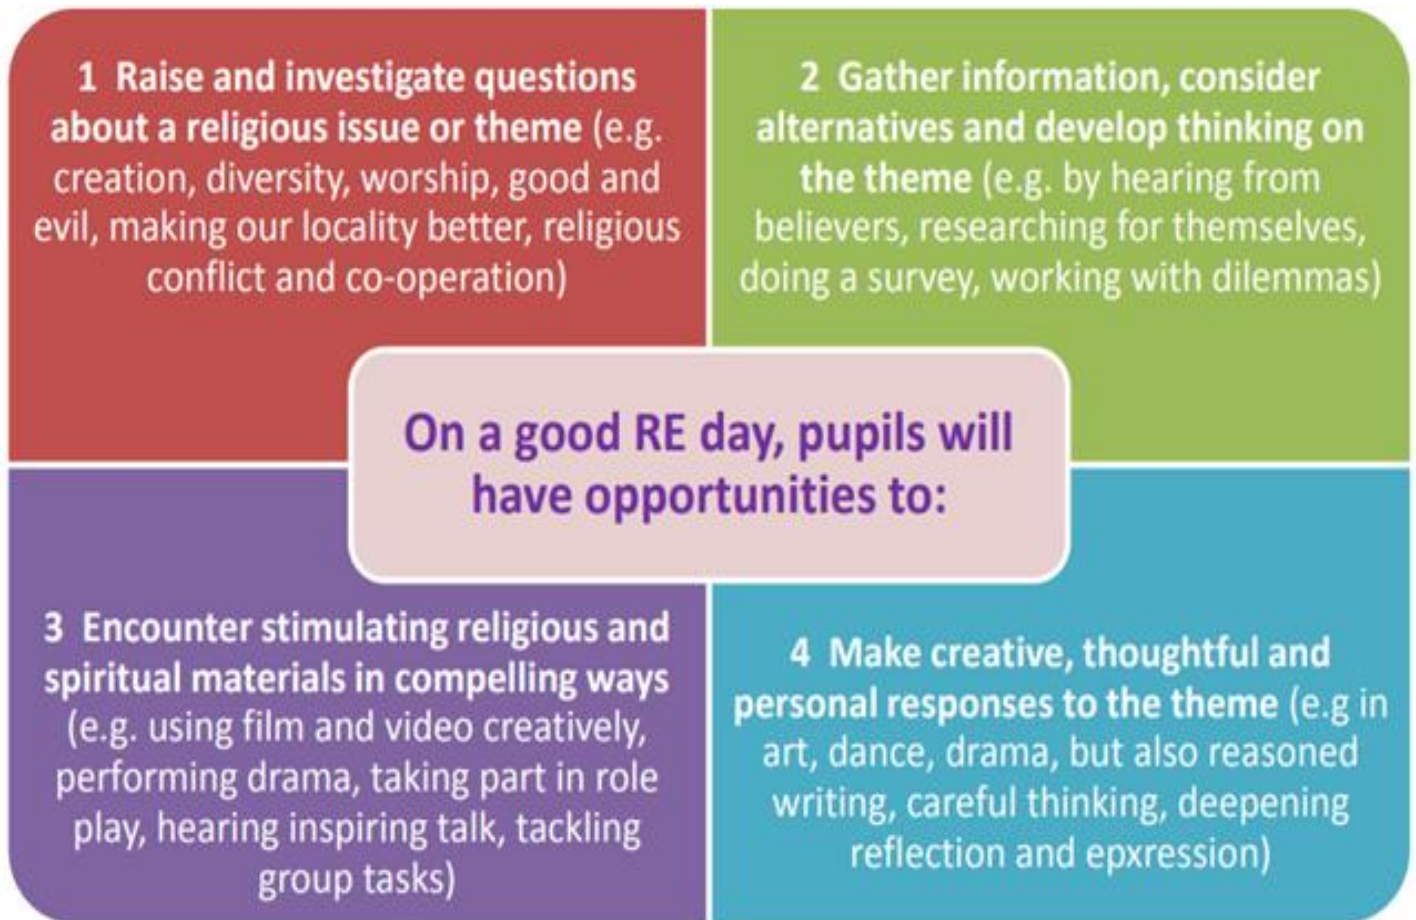 1 Raise and investigate questions
about a religious issue or theme (e.g.
creation, diversity, worship, good and
evil, making our locality better, religious
conflict and co-operation)
2 Gather information, consider
alternatives and develop thinking on
the theme (e.g. by hearing from
believers, researching for themselves,
doing a survey, working with dilemmas)
On a good RE day, pupils will
have opportunities to:
3 Encounter stimulating religious and
spiritual materials in compelling ways
(e.g. using film and video creatively,
performing drama, taking part in role
play, hearing inspiring talk, tackling
group tasks)
4 Make creative, thoughtful and
personal responses to the theme (e.g in
art, dance, drama, but also reasoned
writing, careful thinking, deepening
reflection and epxression)